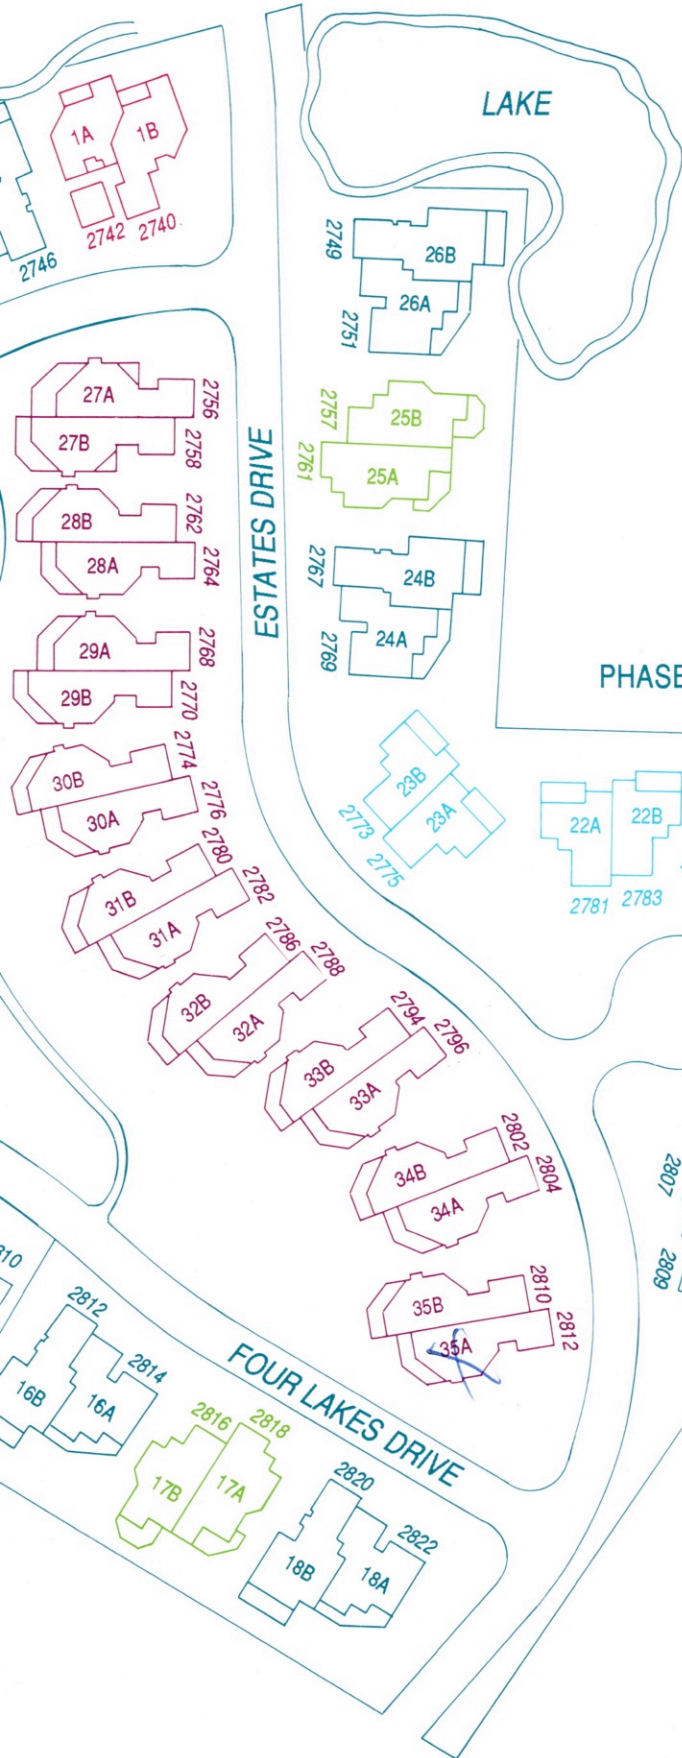 LAKE
1A
1B
2742
2740
2746
2749
26B
26A
2751
27A
2756
27B
2758
2757
25B
2761
25A
28B
2762
28A
2764
ESTATES DRIVE
2767
24B
24A
2769
29A
2768
29B
2770
PHASE
30B
2774
30A
2776
23B
23A
2773
2775
22A
22B
2781
2783
31B
2780
31A
2782
32B
2786
32A
2788
33B
2794
33A
2796
34B
2802
34A
2804
2807
2809
35B
2810
35A
2812
2812
2814
16B
16A
FOUR LAKES DRIVE
2816
2818
17B
17A
2820
2822
18B
18A